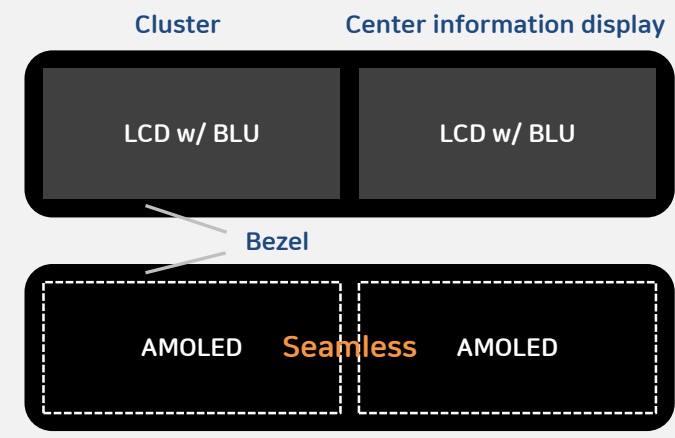 Cluster
Center information display
LCD w/ BLU
LCD w/ BLU
Bezel
AMOLED
Seamless
AMOLED